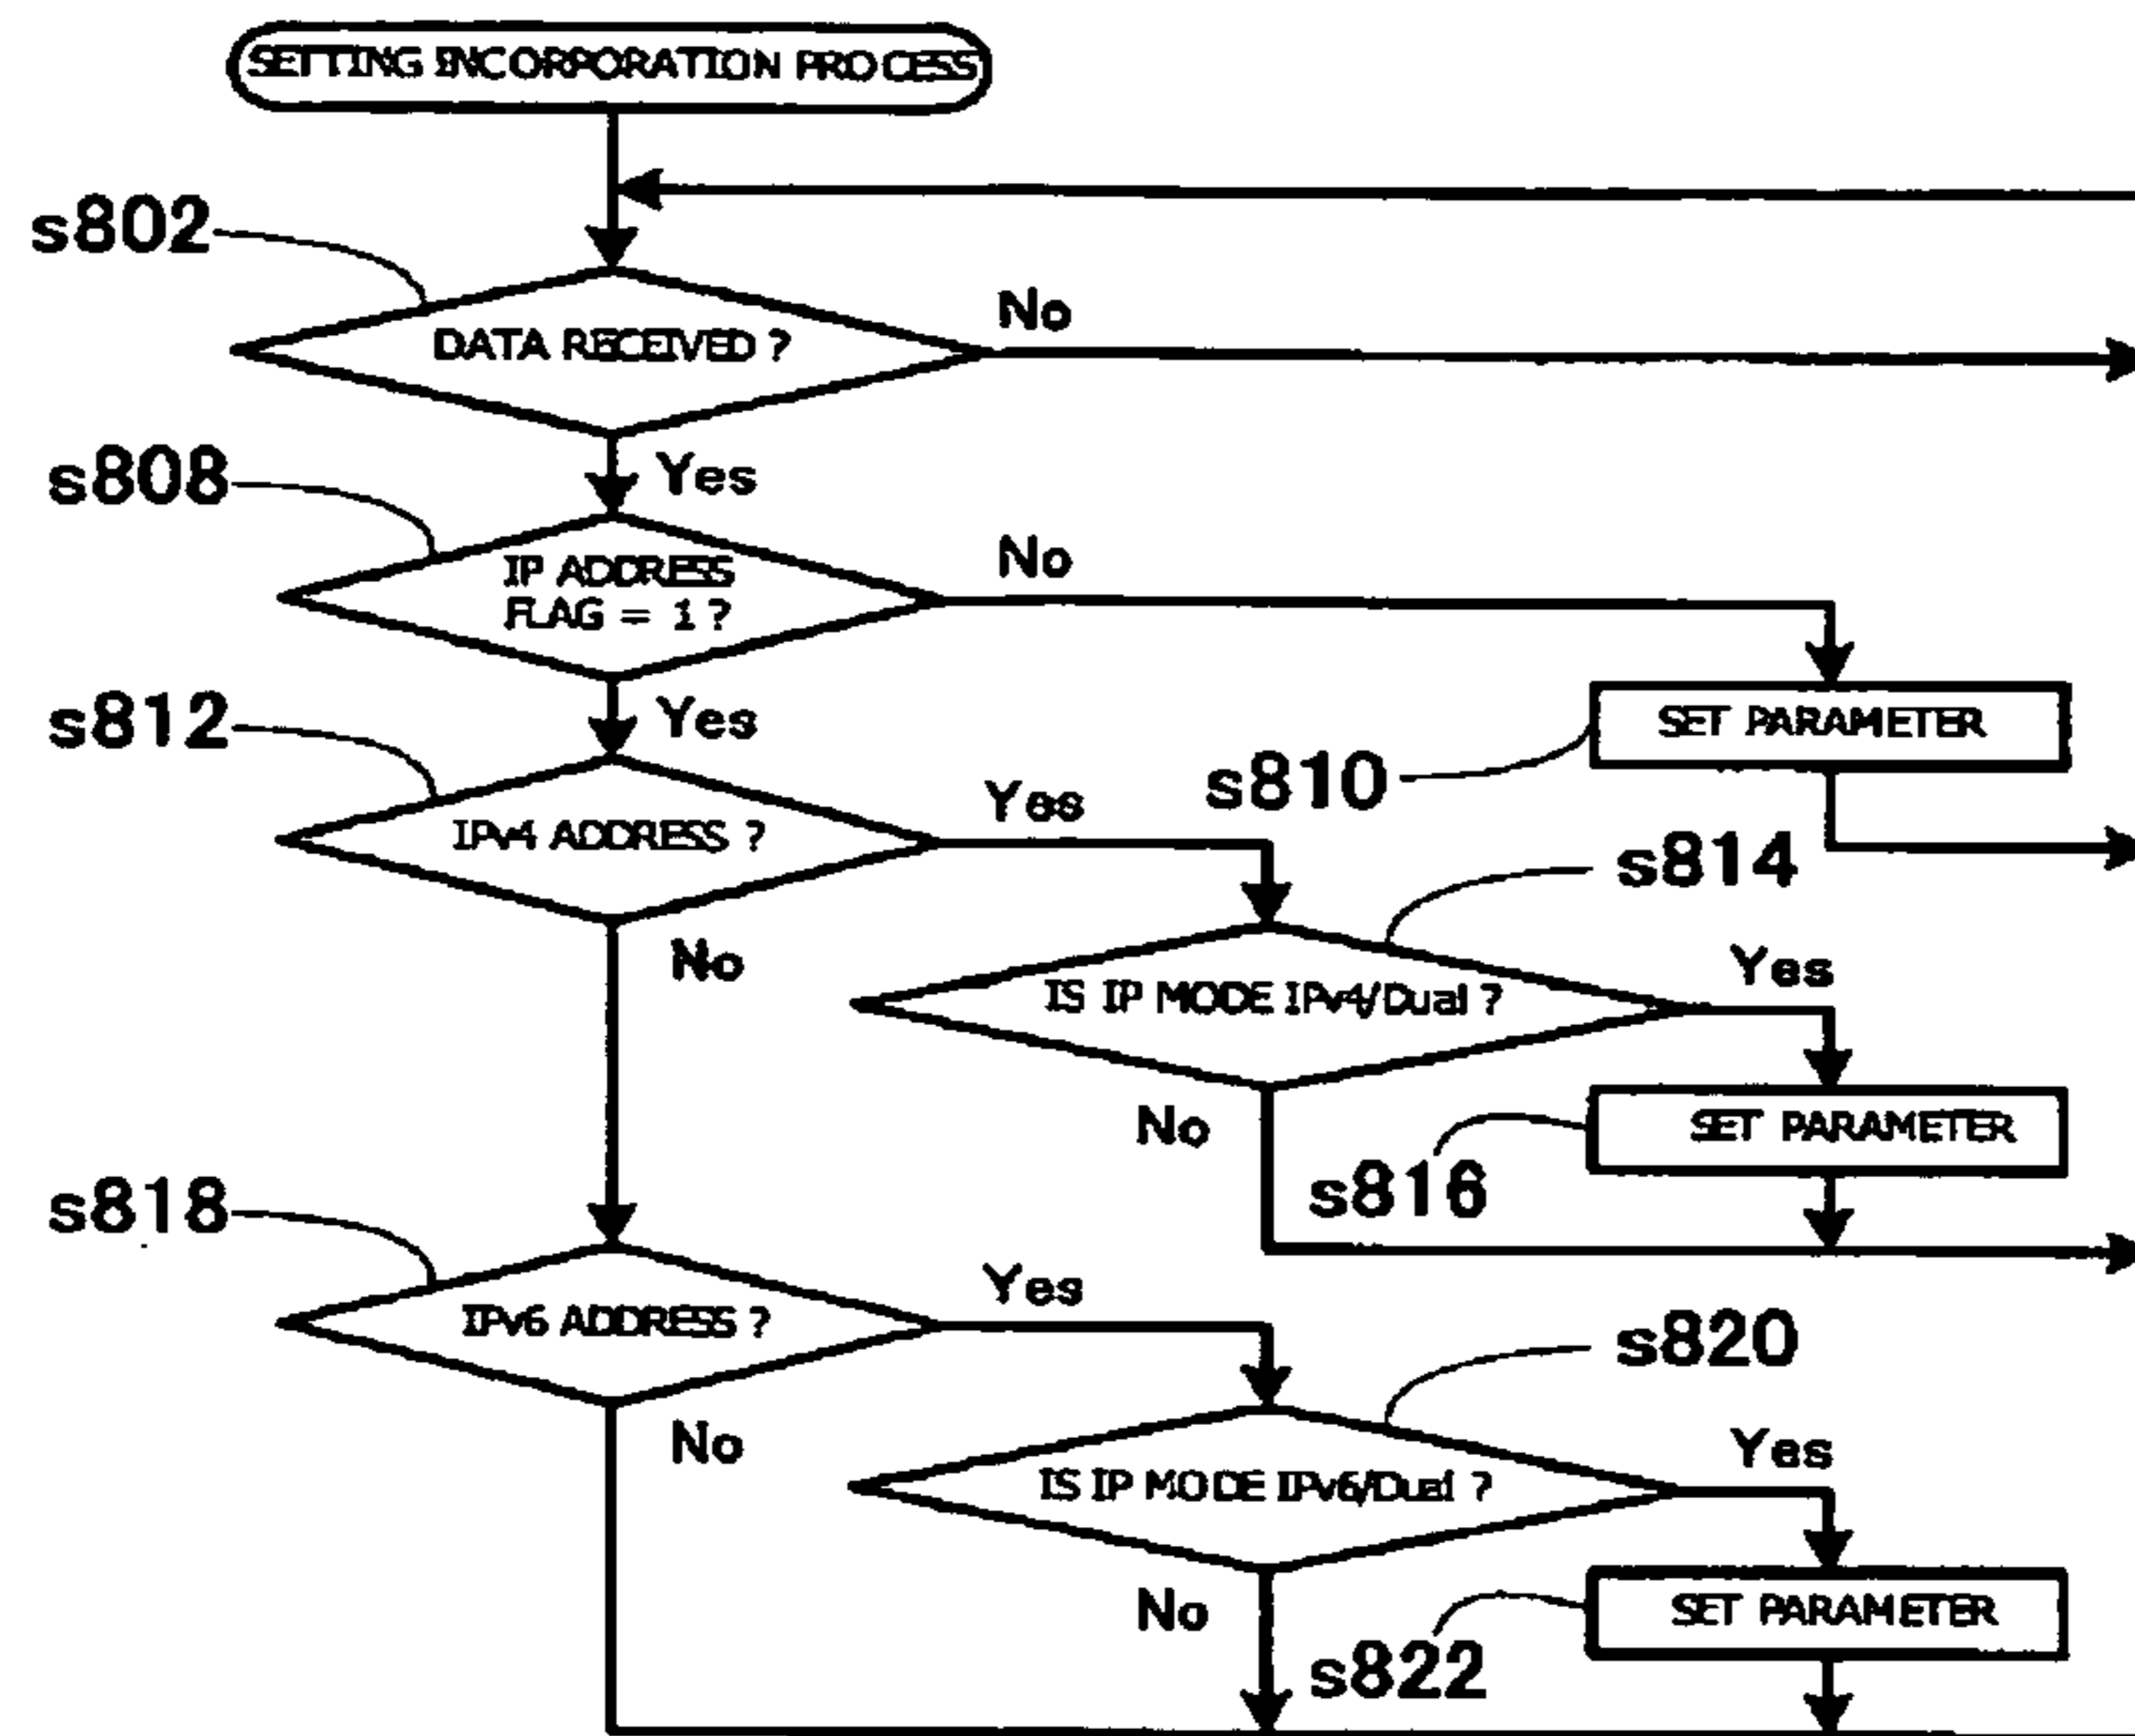 SETTING INCORPORATION PROCESS
s802
DATA RECEIVED ?
No
Yes
s808
IP ADDRESS
FLAG = 1 ?
No
Yes
s810
SET PARAMETER
s812
IPv4 ADDRESS ?
Yes
No
s814
IS IP MODE IPv4/Dual ?
Yes
No
s816
SET PARAMETER
s818
IPv6 ADDRESS ?
Yes
No
s820
IS IP MODE IPv6/Dual ?
Yes
No
s822
SET PARAMETER